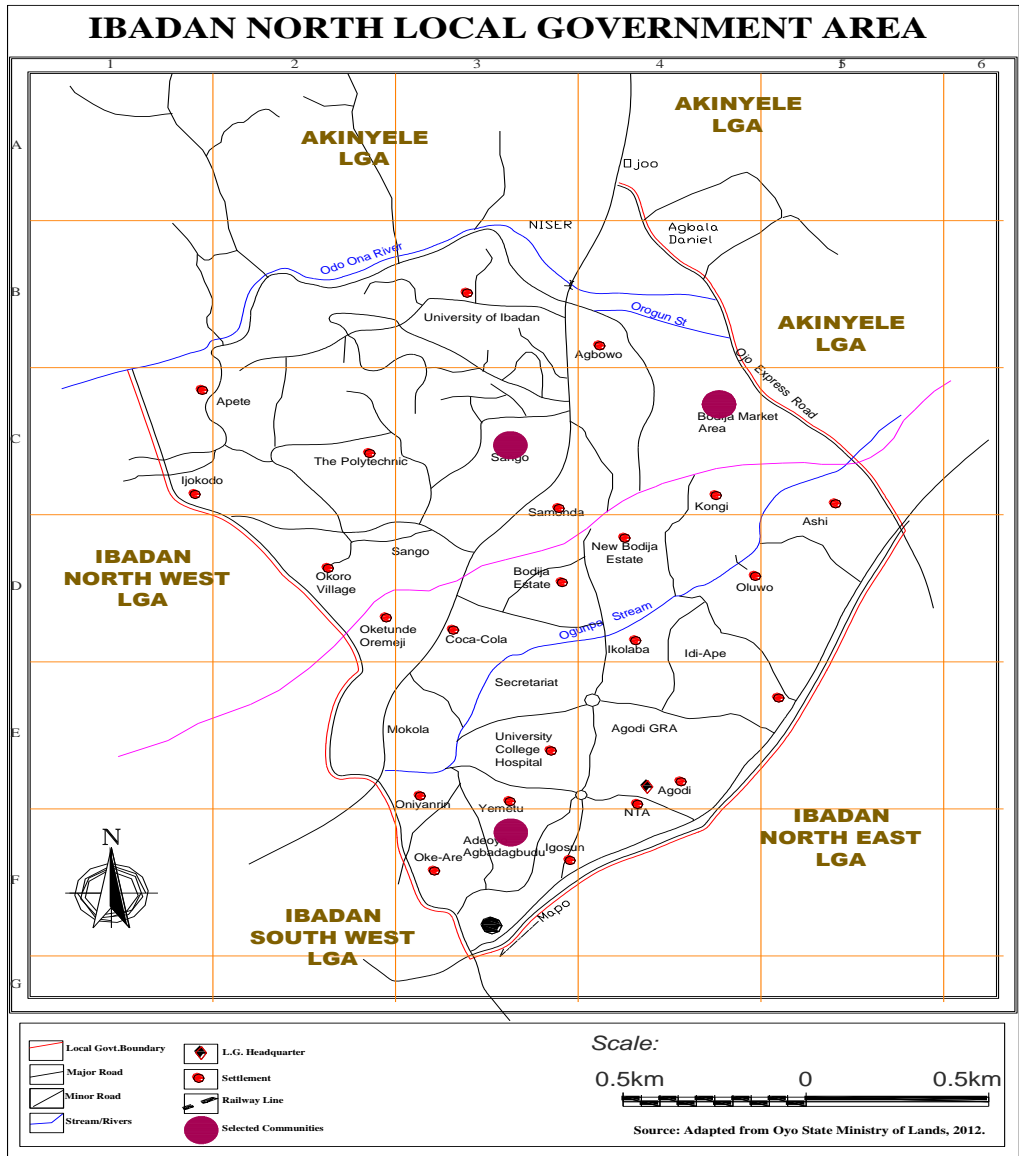 IBADAN NORTH LOCAL GOVERNMENT AREA
1 2 3 4 5 6
A
AKINYELE
LGA
AKINYELE
LGA
Ojoo
NISER
Agbala
Daniel
Odo Ona River
B
University of Ibadan
Orogun St
AKINYELE
LGA
Agbowo
Ojo Express Road
Apete
Bodija Market
Area
C
The Polytechnic
Sango
Ijokodo
Kongi
Samonda
Ashi
IBADAN
NORTH WEST
LGA
Sango
New Bodija
Estate
Okoro
Village
Bodija
Estate
D
Oluwo
Ogunpa Stream
Oketunde
Oremeji
Coca-Cola
Ikolaba
Idi-Ape
Secretariat
Mokola
E
University
College
Hospital
Agodi GRA
Agodi
Oniyanrin
Yemetu
NTA
IBADAN
NORTH EAST
LGA
N
Adeoy
Agbadagbudu
Igosun
Oke-Are
F
Mapo
IBADAN
SOUTH WEST
LGA
G
Local Govt.Boundary
Major Road
Minor Road
Stream/Rivers
L.G. Headquarter
Settlement
Railway Line
Selected Communities
Scale:
0.5km 0 0.5km
Source: Adapted from Oyo State Ministry of Lands, 2012.